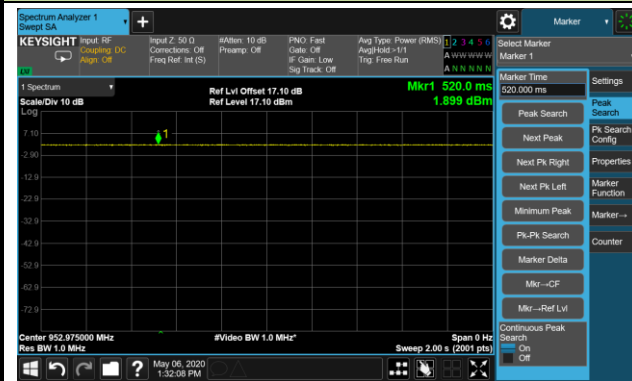 Spectrum Analyzer 1
Swept SA
+
Marker
KEYSIGHT
Input: RF
Coupling: DC
Align: Off
Input Z: 50 Ω
Corrections: Off
Freq Ref: Int (S)
#Atten: 10 dB
Preamp: Off
PNO: Fast
Gate: Off
IF Gain: Low
Sig Track: Off
Avg Type: Power (RMS)
Avg|Hold:>1/1
Trig: Free Run
1 2 3 4 5 6
A W W W W W
A N N N N N
Select Marker
Marker 1
1 Spectrum
Scale/Div 10 dB
Log
Ref Lvl Offset 17.10 dB
Ref Level 17.10 dBm
Mkr1 520.0 ms
1.899 dBm
7.10
-2.90
-12.9
-22.9
-32.9
-42.9
-52.9
-62.9
-72.9
1
Marker Time
520.000 ms
Peak Search
Next Peak
Next Pk Right
Next Pk Left
Minimum Peak
Pk-Pk Search
Marker Delta
Mkr→CF
Mkr→Ref Lvl
Continuous Peak
Search
On
Off
Settings
Peak
Search
Pk Search
Config
Properties
Marker
Function
Marker→
Counter
Center 952.975000 MHz
Res BW 1.0 MHz
#Video BW 1.0 MHz*
Span 0 Hz
Sweep 2.00 s (2001 pts)
?
May 06, 2020
1:32:08 PM